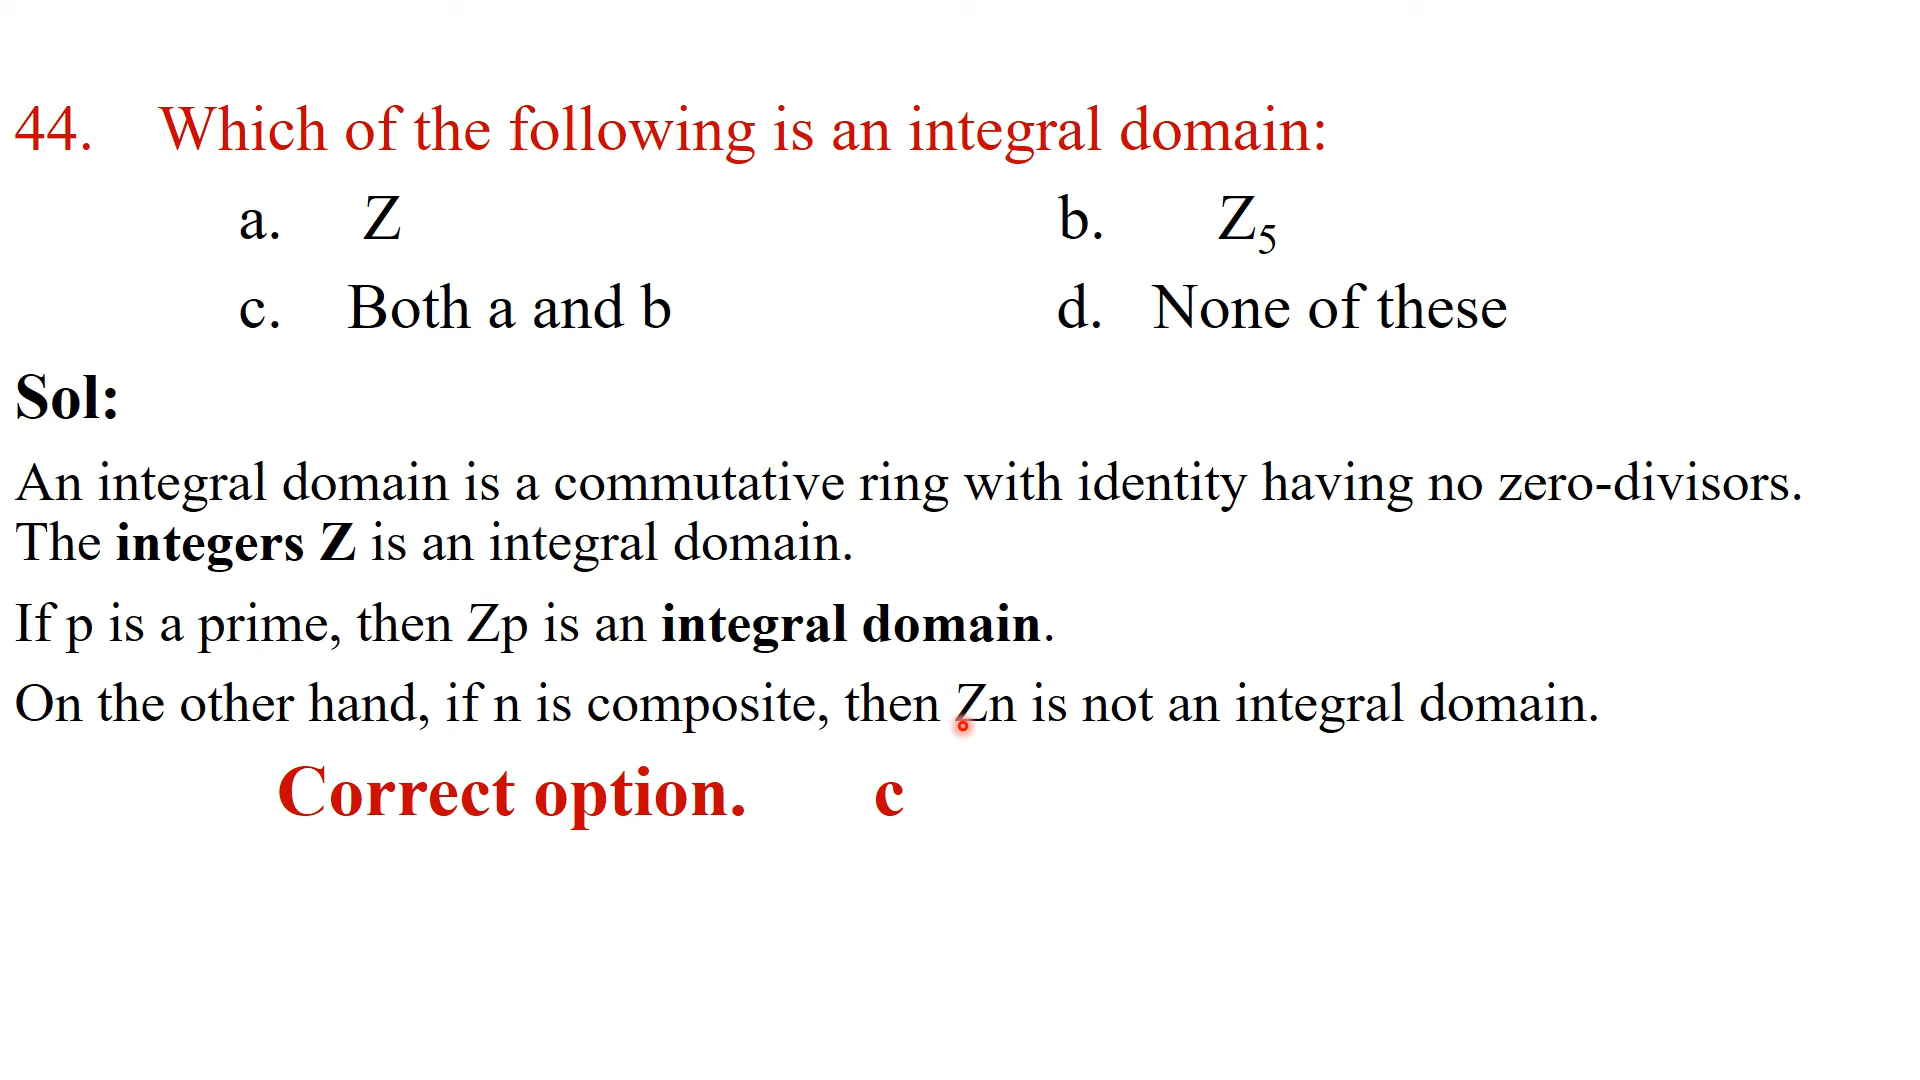 44. Which of the following is an integral domain:
a. Z b. Z₅
c. Both a and b d. None of these
Sol:
An integral domain is a commutative ring with identity having no zero-divisors.
The integers Z is an integral domain.
If p is a prime, then Zp is an integral domain.
On the other hand, if n is composite, then Zn is not an integral domain.
Correct option. c